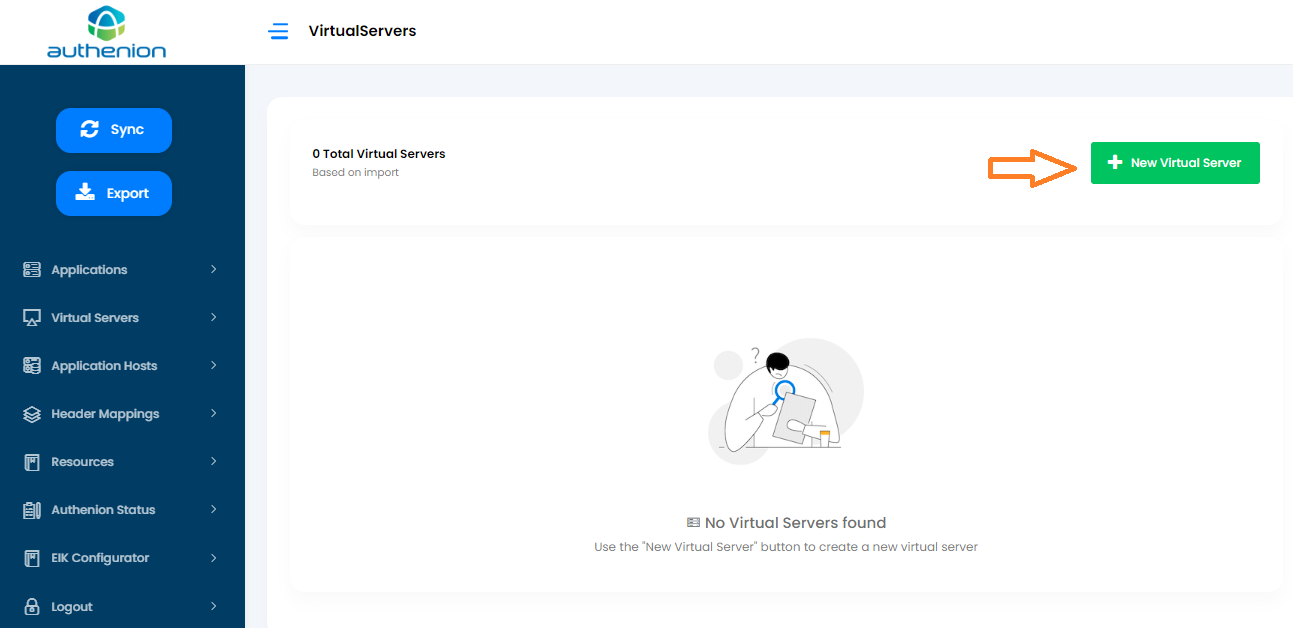 authenion
VirtualServers
Sync
Export
Applications
Virtual Servers
Application Hosts
Header Mappings
Resources
Authenion Status
EIK Configurator
Logout
0 Total Virtual Servers
Based on import
New Virtual Server
?
No Virtual Servers found
Use the "New Virtual Server" button to create a new virtual server